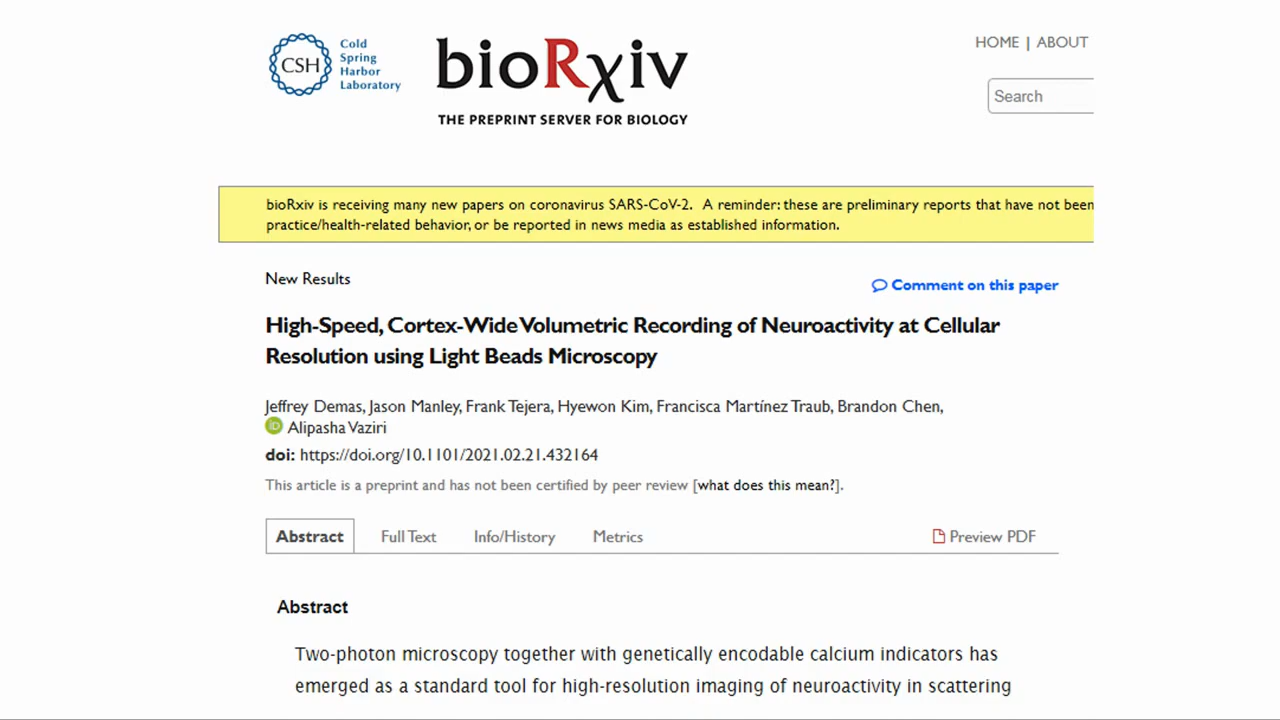 CSH
Cold
Spring
Harbor
Laboratory
bioRχiv
THE PREPRINT SERVER FOR BIOLOGY
HOME | ABOUT
Search
bioRxiv is receiving many new papers on coronavirus SARS-CoV-2. A reminder: these are preliminary reports that have not been
practice/health-related behavior, or be reported in news media as established information.
New Results
Comment on this paper
High-Speed, Cortex-Wide Volumetric Recording of Neuroactivity at Cellular
Resolution using Light Beads Microscopy
Jeffrey Demas, Jason Manley, Frank Tejera, Hyewon Kim, Francisca Martínez Traub, Brandon Chen,
iD Alipasha Vaziri
doi: https://doi.org/10.1101/2021.02.21.432164
This article is a preprint and has not been certified by peer review [what does this mean?].
Abstract Full Text Info/History Metrics Preview PDF
Abstract
Two-photon microscopy together with genetically encodable calcium indicators has
emerged as a standard tool for high-resolution imaging of neuroactivity in scattering